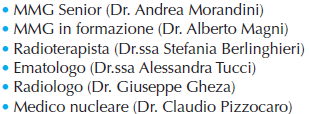 • MMG Senior (Dr. Andrea Morandini)
• MMG in formazione (Dr. Alberto Magni)
• Radioterapista (Dr.ssa Stefania Berlinghieri)
• Ematologo (Dr.ssa Alessandra Tucci)
• Radiologo (Dr. Giuseppe Gheza)
• Medico nucleare (Dr. Claudio Pizzocaro)